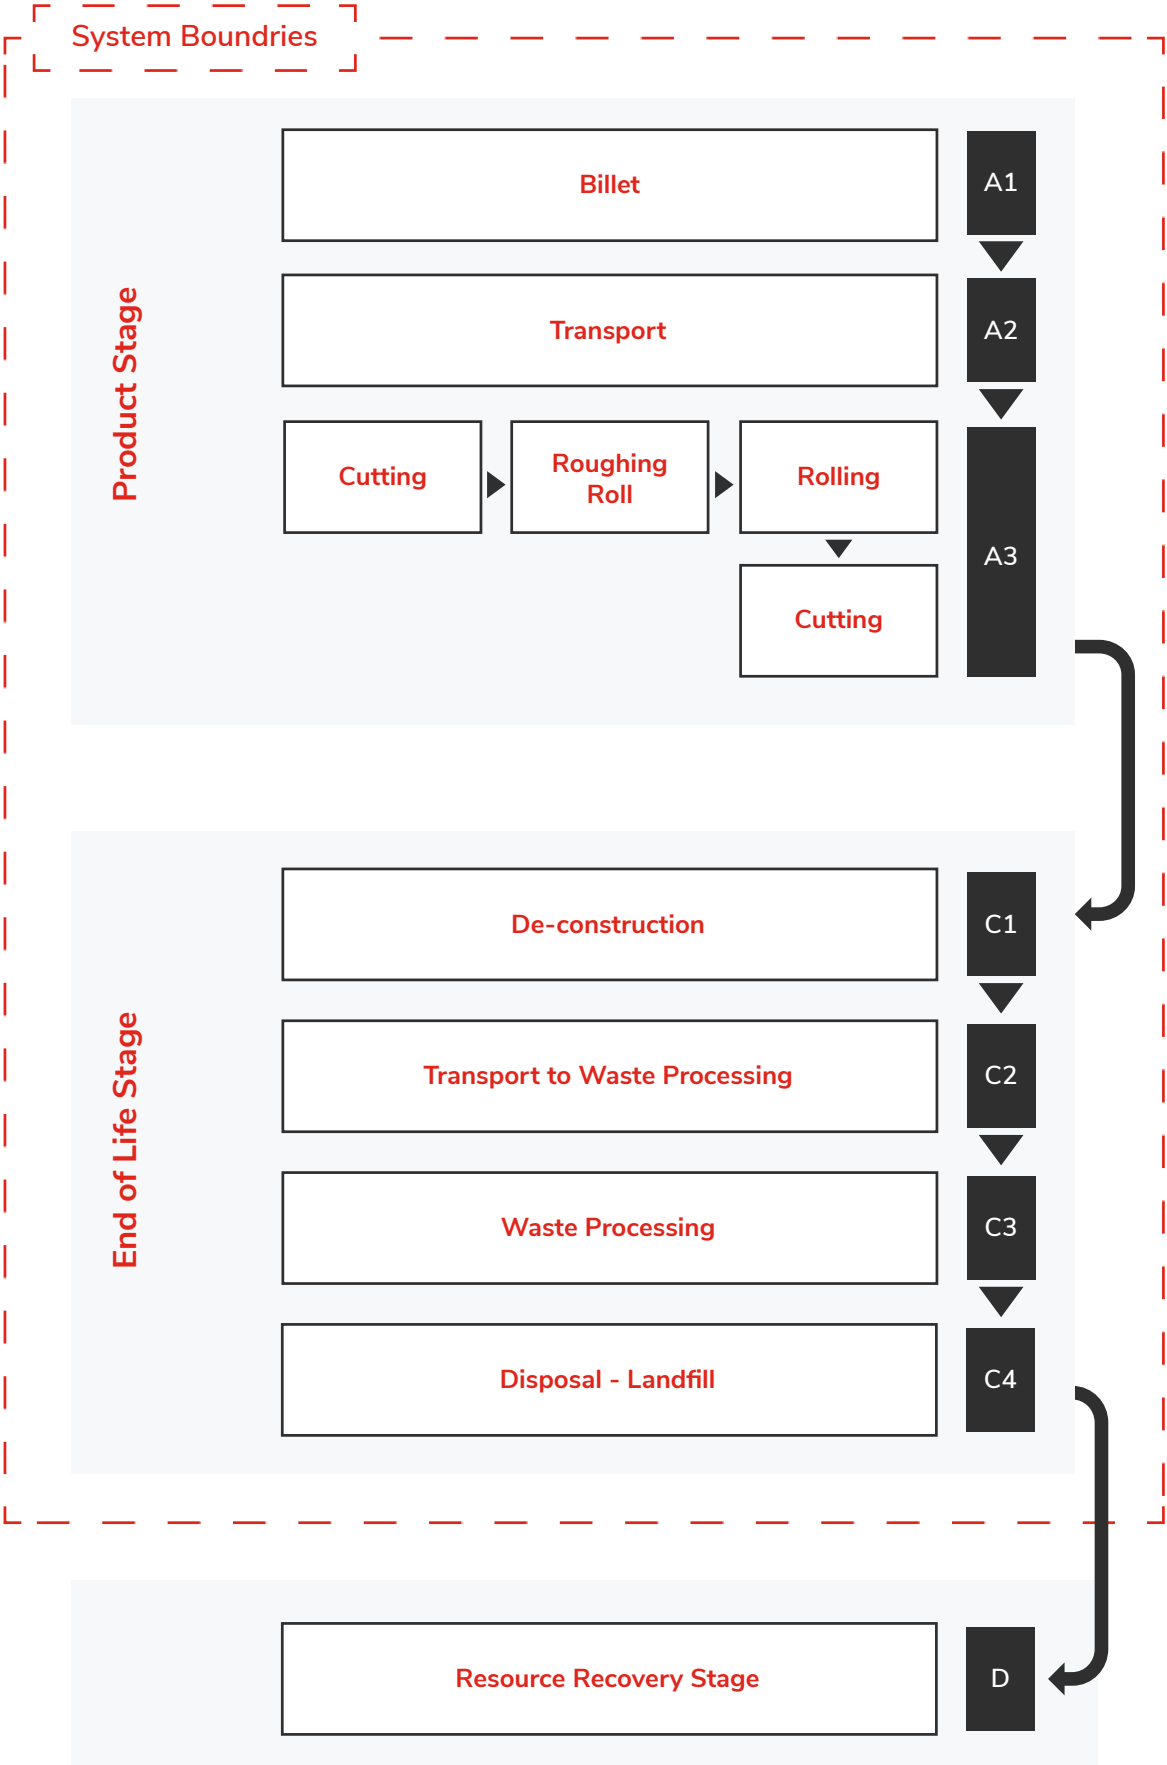 System Boundries
Product Stage
Billet
A1
Transport
A2
Cutting
Roughing
Roll
Rolling
A3
Cutting
End of Life Stage
De-construction
C1
Transport to Waste Processing
C2
Waste Processing
C3
Disposal - Landfill
C4
Resource Recovery Stage
D